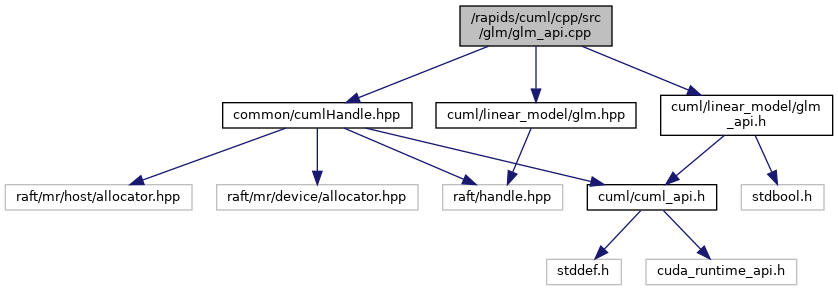 /rapids/cuml/cpp/src
/glm/glm_api.cpp
common/cumlHandle.hpp
cuml/linear_model/glm.hpp
cuml/linear_model/glm
_api.h
raft/mr/host/allocator.hpp
raft/mr/device/allocator.hpp
raft/handle.hpp
cuml/cuml_api.h
stdbool.h
stddef.h
cuda_runtime_api.h